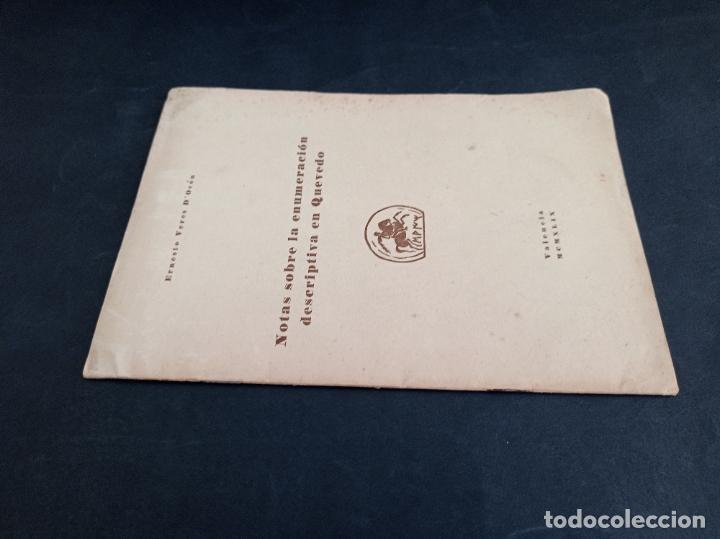 Ernesto Veres D'Ocón
Notas sobre la enumeración
descriptiva en Quevedo
Valencia
MCMXLIX
todocoleccion